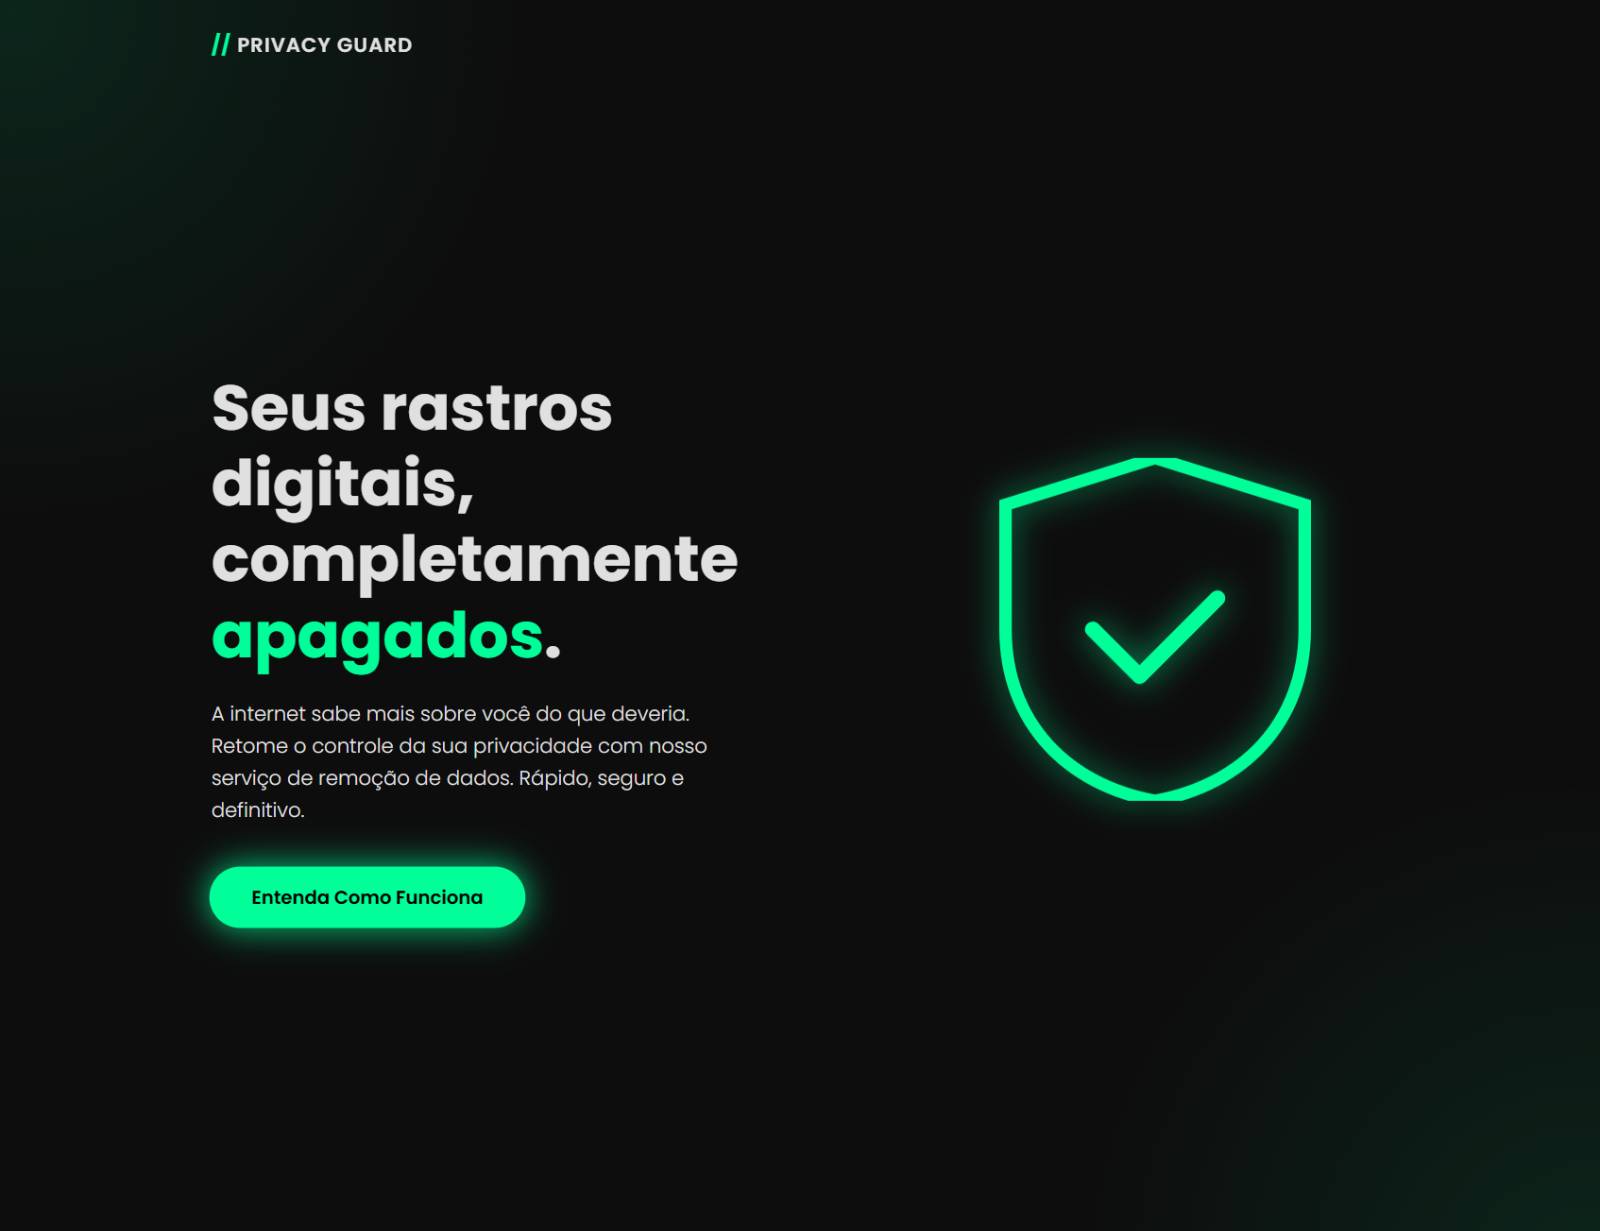 // PRIVACY GUARD
Seus rastros
digitais,
completamente
apagados.
A internet sabe mais sobre você do que deveria.
Retome o controle da sua privacidade com nosso
serviço de remoção de dados. Rápido, seguro e
definitivo.
Entenda Como Funciona